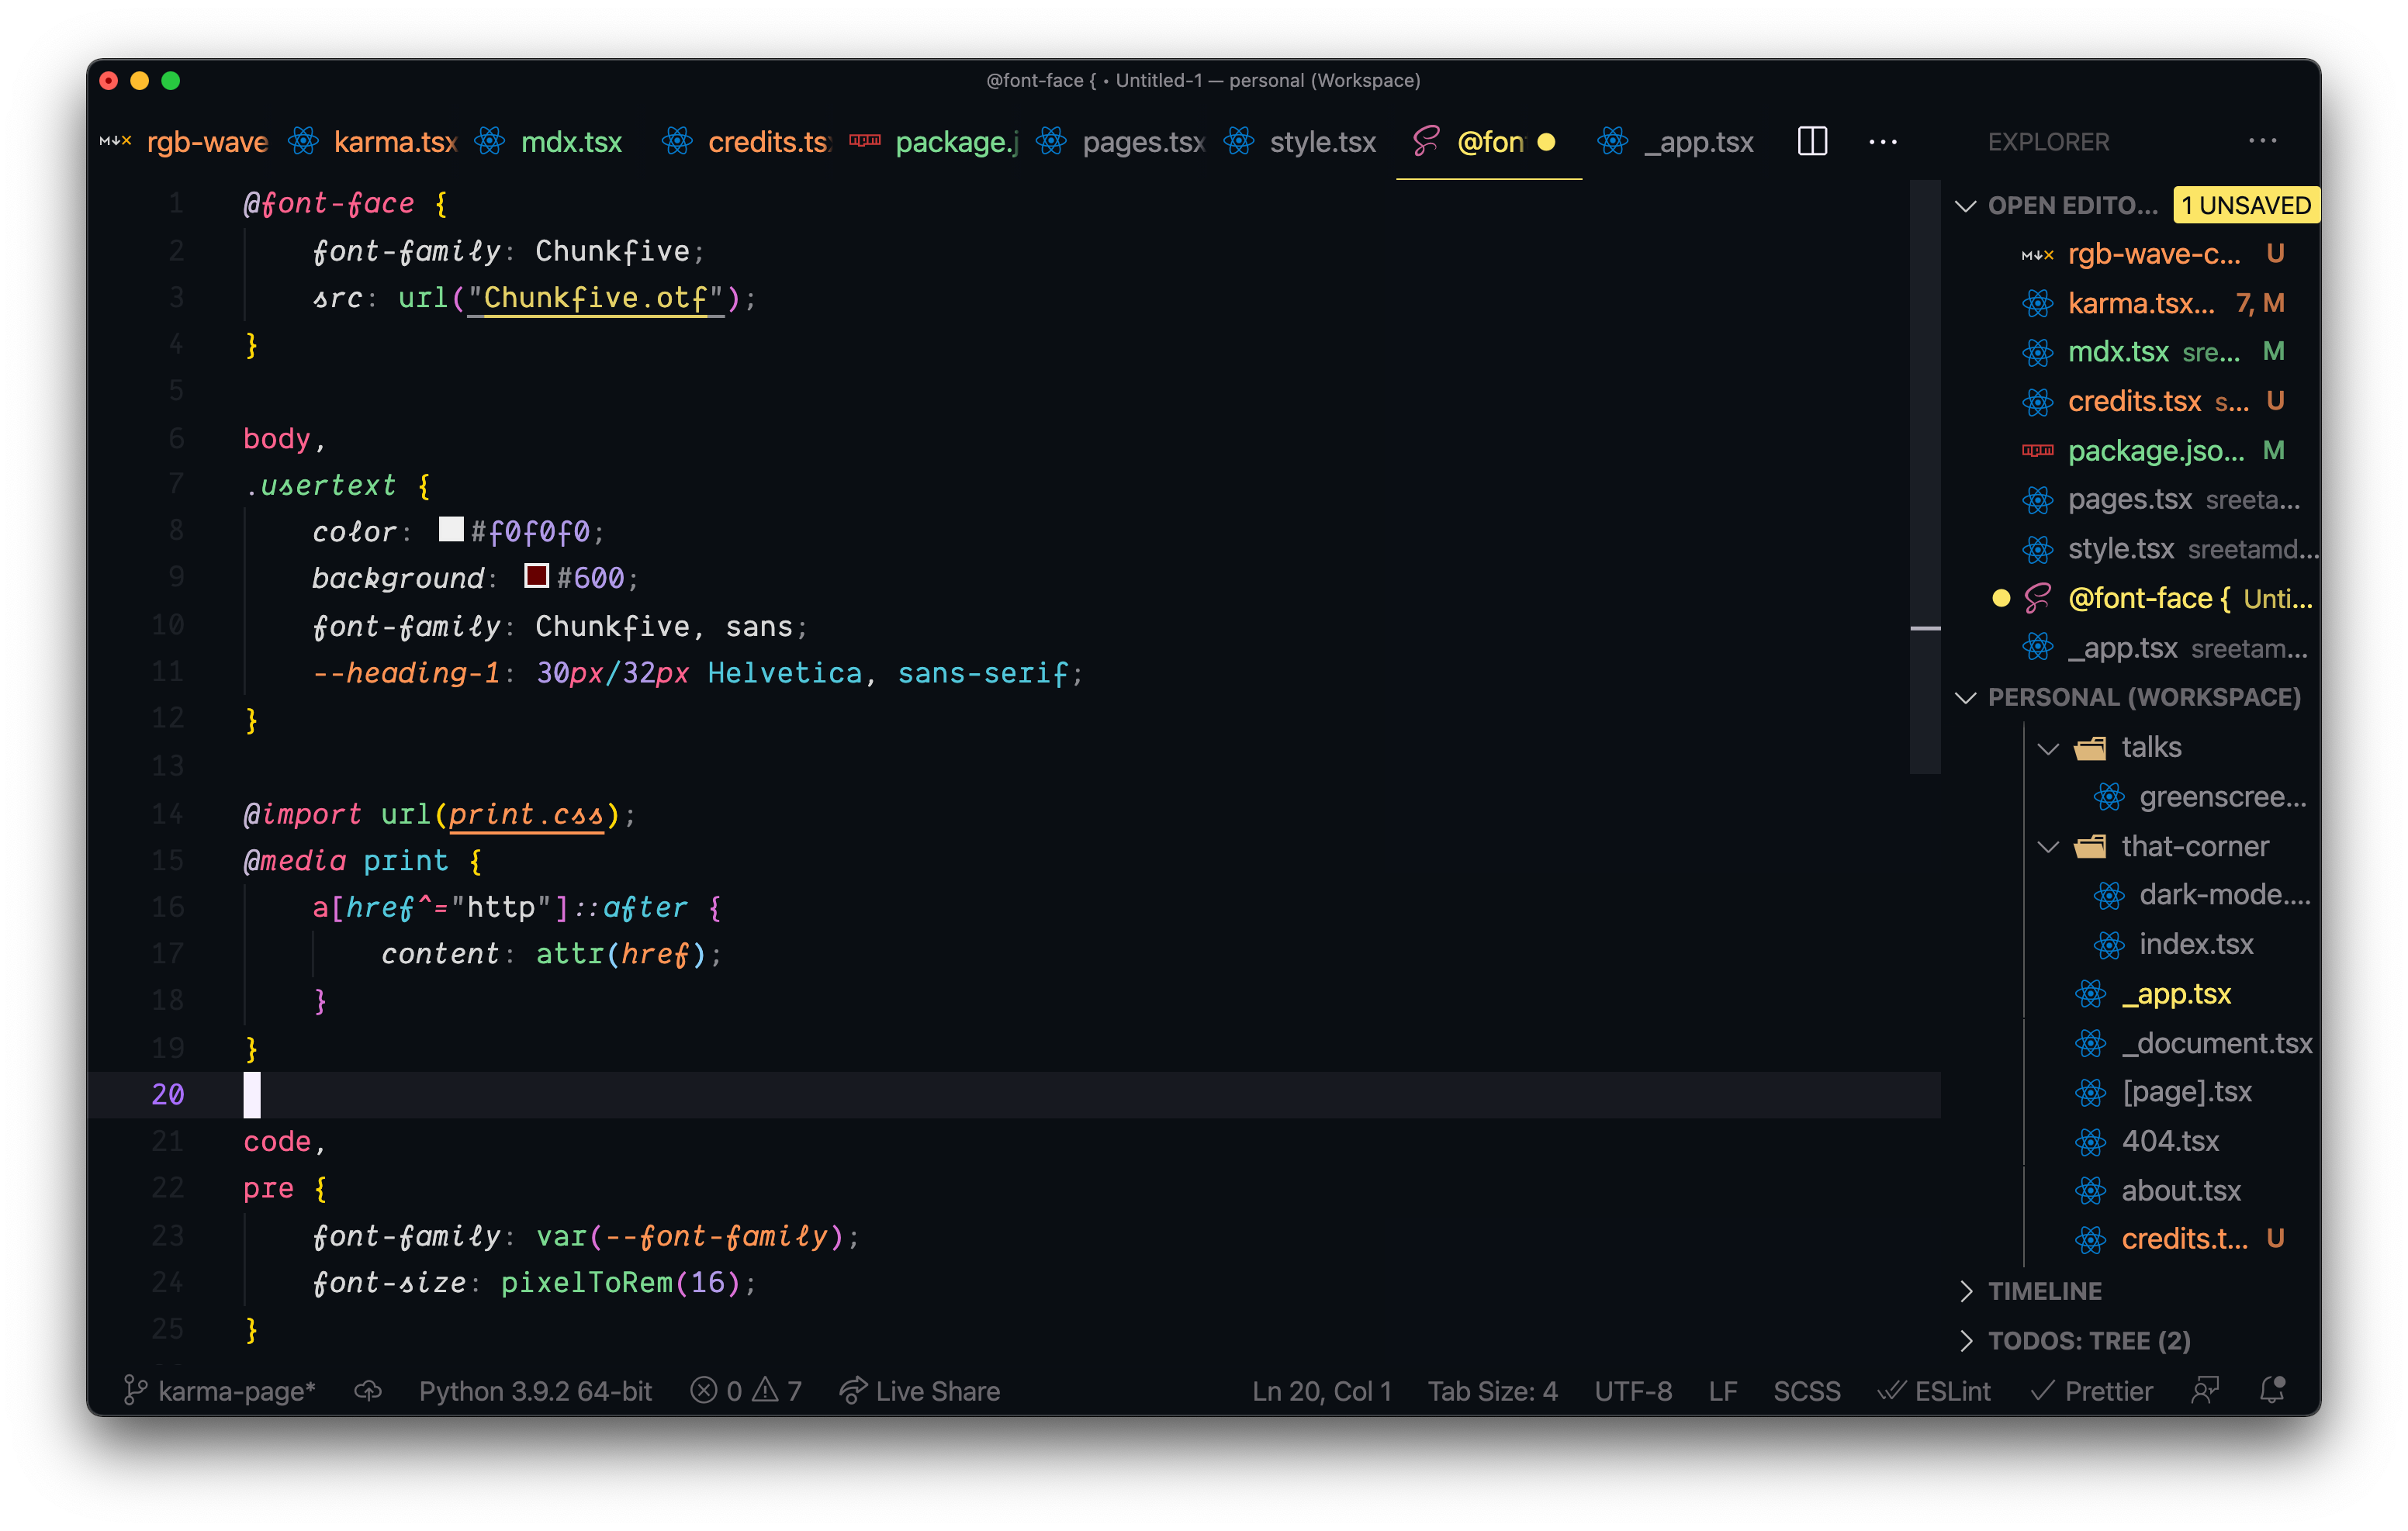 @font-face { • Untitled-1 — personal (Workspace)
rgb-wave karma.tsx mdx.tsx credits.ts package.j pages.tsx style.tsx @fon _app.tsx ···
EXPLORER ···
1 @font-face {
2 font-family: Chunkfive;
3 src: url("Chunkfive.otf");
4 }
5
6 body,
7 .usertext {
8 color: #f0f0f0;
9 background: #600;
10 font-family: Chunkfive, sans;
11 --heading-1: 30px/32px Helvetica, sans-serif;
12 }
13
14 @import url(print.css);
15 @media print {
16 a[href^="http"]::after {
17 content: attr(href);
18 }
19 }
20
21 code,
22 pre {
23 font-family: var(--font-family);
24 font-size: pixelToRem(16);
25 }
OPEN EDITO... 1 UNSAVED
rgb-wave-c... U
karma.tsx... 7, M
mdx.tsx sre... M
credits.tsx s... U
package.jso... M
pages.tsx sreeta...
style.tsx sreetamd...
@font-face { Unti...
_app.tsx sreetam...
PERSONAL (WORKSPACE)
talks
greenscree...
that-corner
dark-mode....
index.tsx
_app.tsx
_document.tsx
[page].tsx
404.tsx
about.tsx
credits.t... U
TIMELINE
TODOS: TREE (2)
karma-page* Python 3.9.2 64-bit 0 7 Live Share Ln 20, Col 1 Tab Size: 4 UTF-8 LF SCSS ESLint Prettier